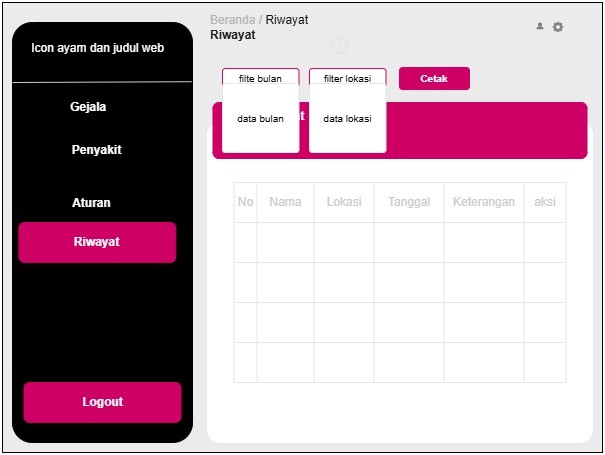 Icon ayam dan judul web
Gejala
Penyakit
Aturan
Riwayat
Logout
Beranda / Riwayat
Riwayat
filte bulan
filter lokasi
Cetak
data bulan
data lokasi
No Nama Lokasi Tanggal Keterangan aksi